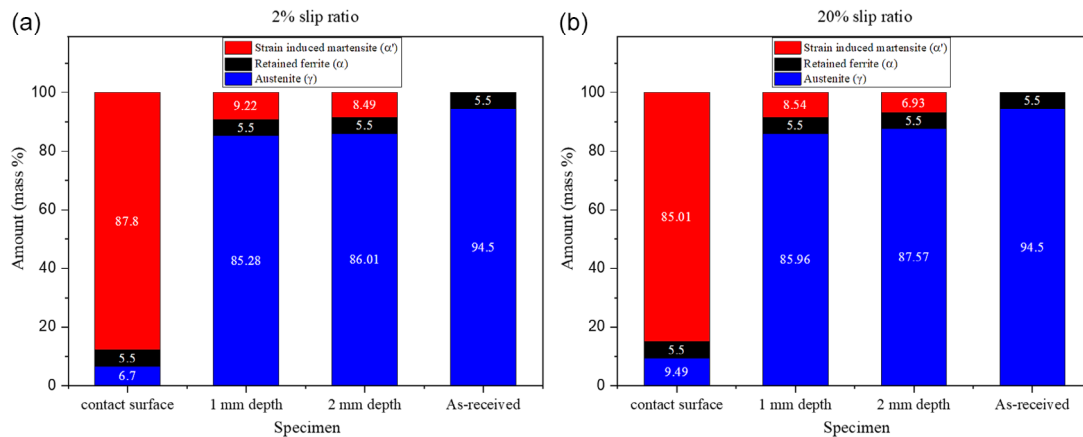 (a)
2% slip ratio
Strain induced martensite (α')
Retained ferrite (α)
Austenite (γ)
Amount (mass %)
100
80
60
40
20
0
87.8
5.5
6.7
9.22
5.5
85.28
8.49
5.5
86.01
5.5
94.5
contact surface
1 mm depth
2 mm depth
As-received
Specimen
(b)
20% slip ratio
Strain induced martensite (α')
Retained ferrite (α)
Austenite (γ)
Amount (mass %)
100
80
60
40
20
0
85.01
5.5
9.49
8.54
5.5
85.96
6.93
5.5
87.57
5.5
94.5
contact surface
1 mm depth
2 mm depth
As-received
Specimen